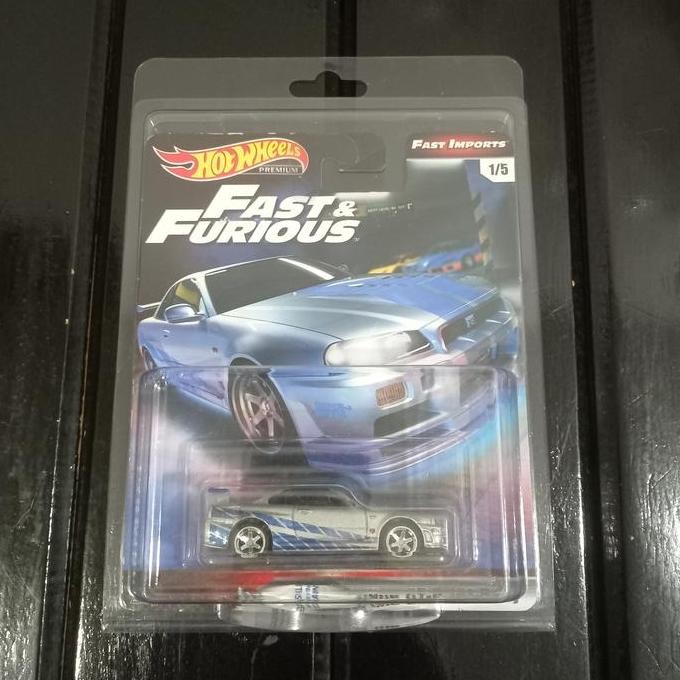 HOT WHEELS
PREMIUM
FAST &
FURIOUS
FAST IMPORTS
1/5